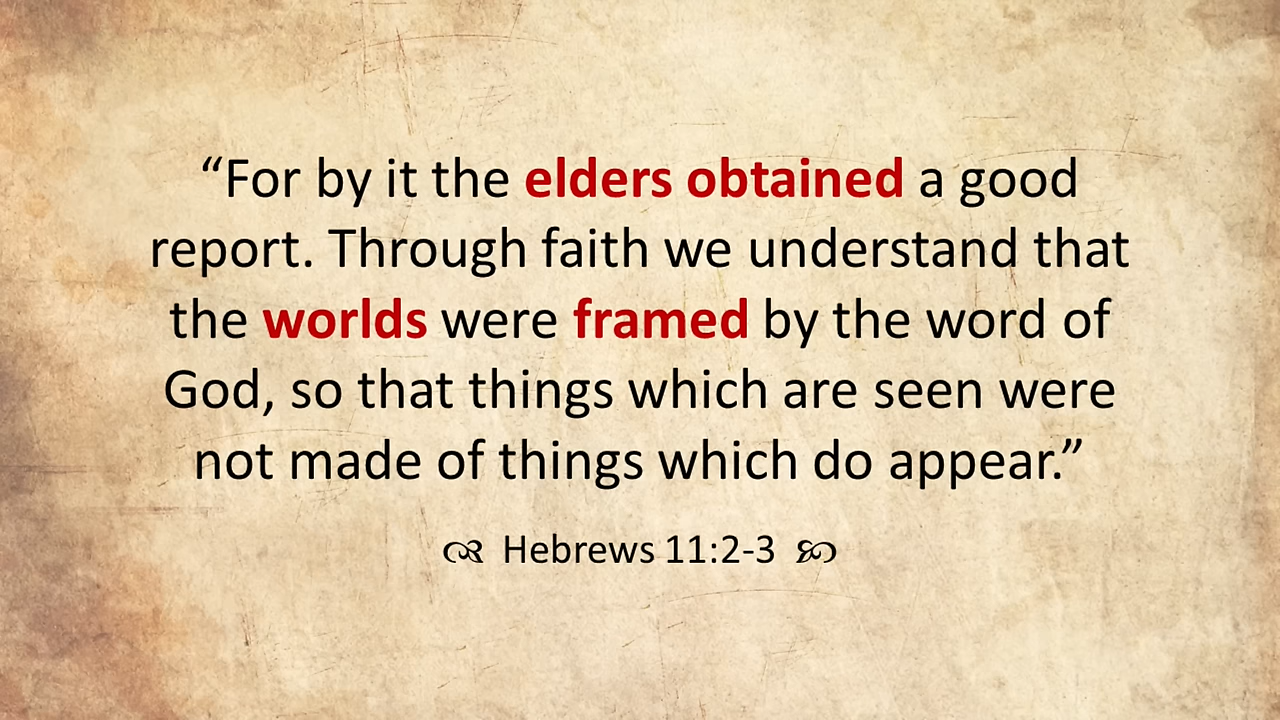 “For by it the elders obtained a good
report. Through faith we understand that
the worlds were framed by the word of
God, so that things which are seen were
not made of things which do appear.”
Hebrews 11:2-3